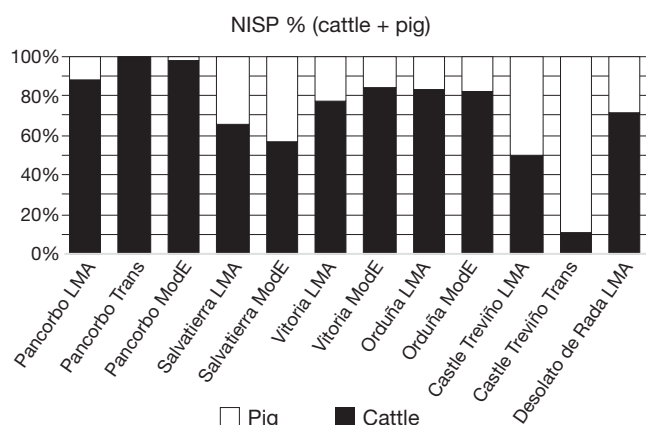 NISP % (cattle + pig)
100%
80%
60%
40%
20%
0%
Pancorbo LMA
Pancorbo Trans
Pancorbo ModE
Salvatierra LMA
Salvatierra ModE
Vitoria LMA
Vitoria ModE
Orduña LMA
Orduña ModE
Castle Treviño LMA
Castle Treviño Trans
Desolato de Rada LMA
Pig
Cattle